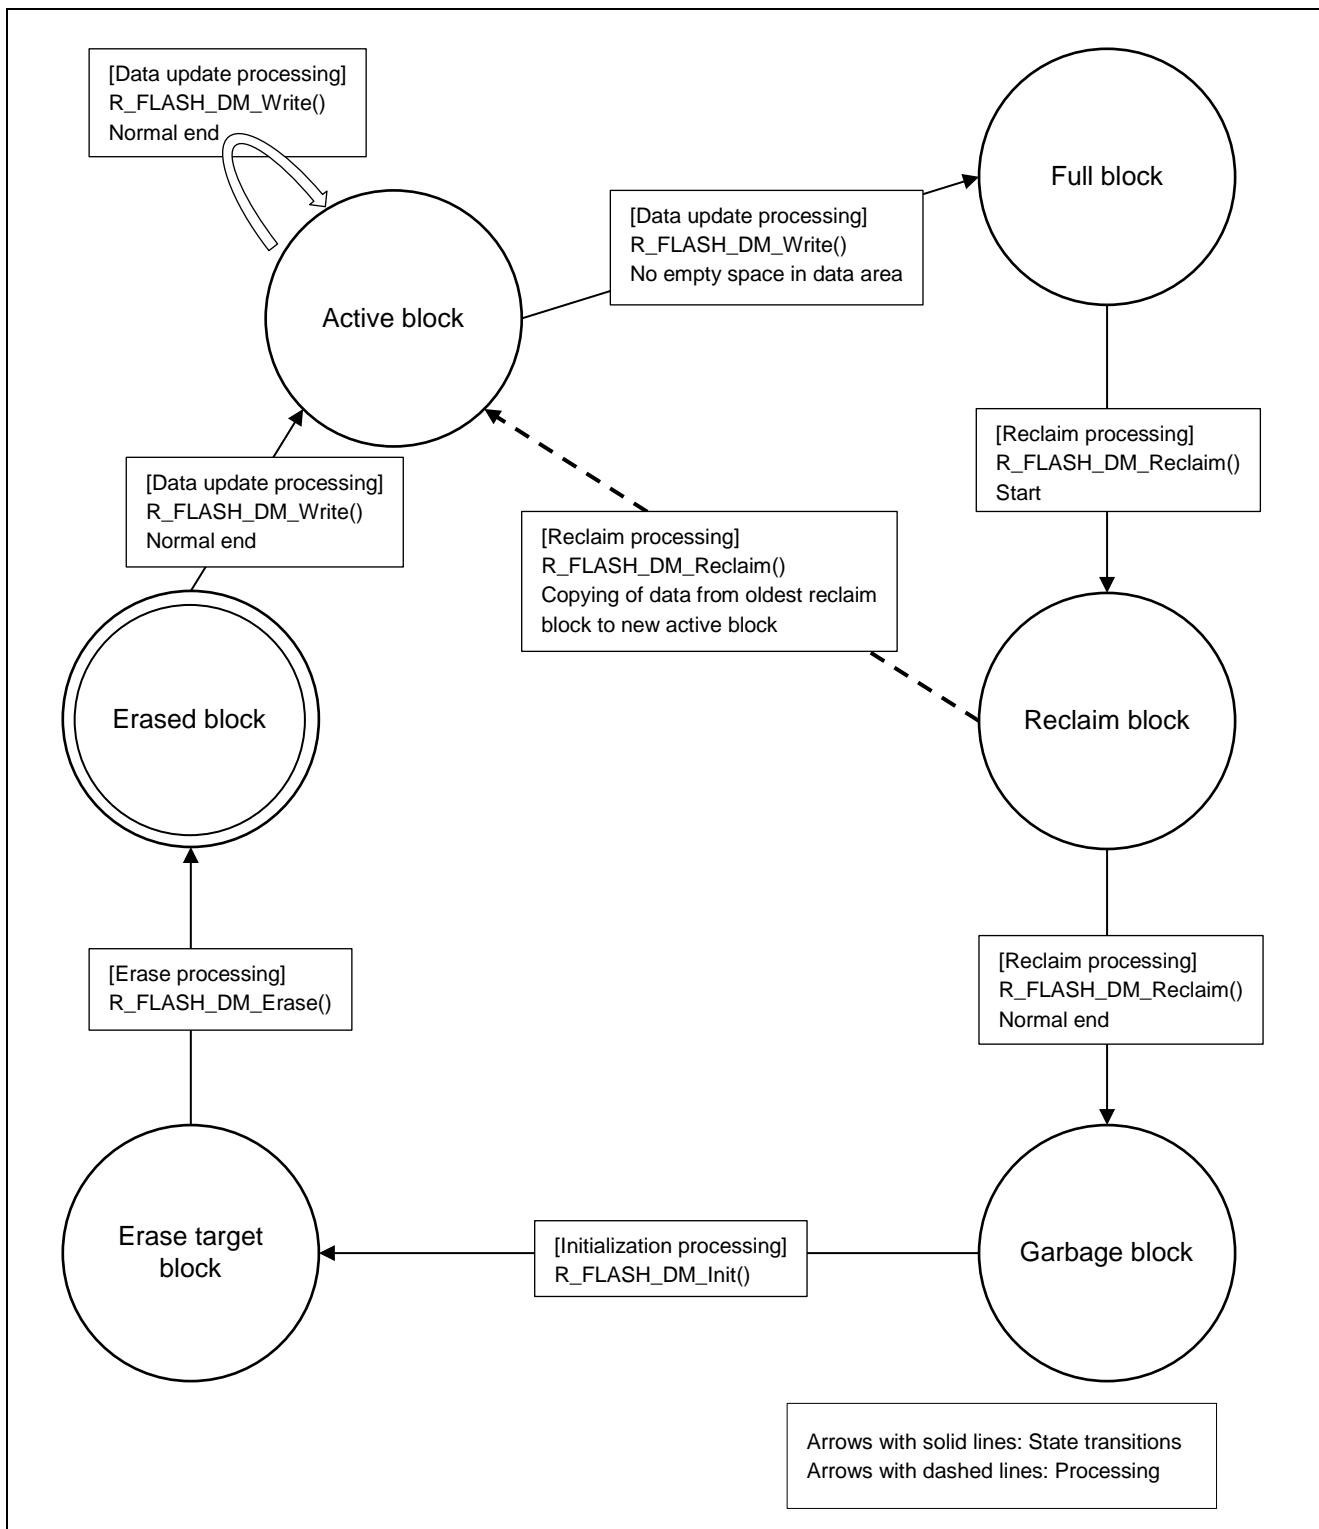 [Data update processing]
R_FLASH_DM_Write()
Normal end
Full block
[Data update processing]
R_FLASH_DM_Write()
No empty space in data area
Active block
[Reclaim processing]
R_FLASH_DM_Reclaim()
Start
[Data update processing]
R_FLASH_DM_Write()
Normal end
[Reclaim processing]
R_FLASH_DM_Reclaim()
Copying of data from oldest reclaim
block to new active block
Erased block
Reclaim block
[Erase processing]
R_FLASH_DM_Erase()
[Reclaim processing]
R_FLASH_DM_Reclaim()
Normal end
Erase target
block
[Initialization processing]
R_FLASH_DM_Init()
Garbage block
Arrows with solid lines: State transitions
Arrows with dashed lines: Processing